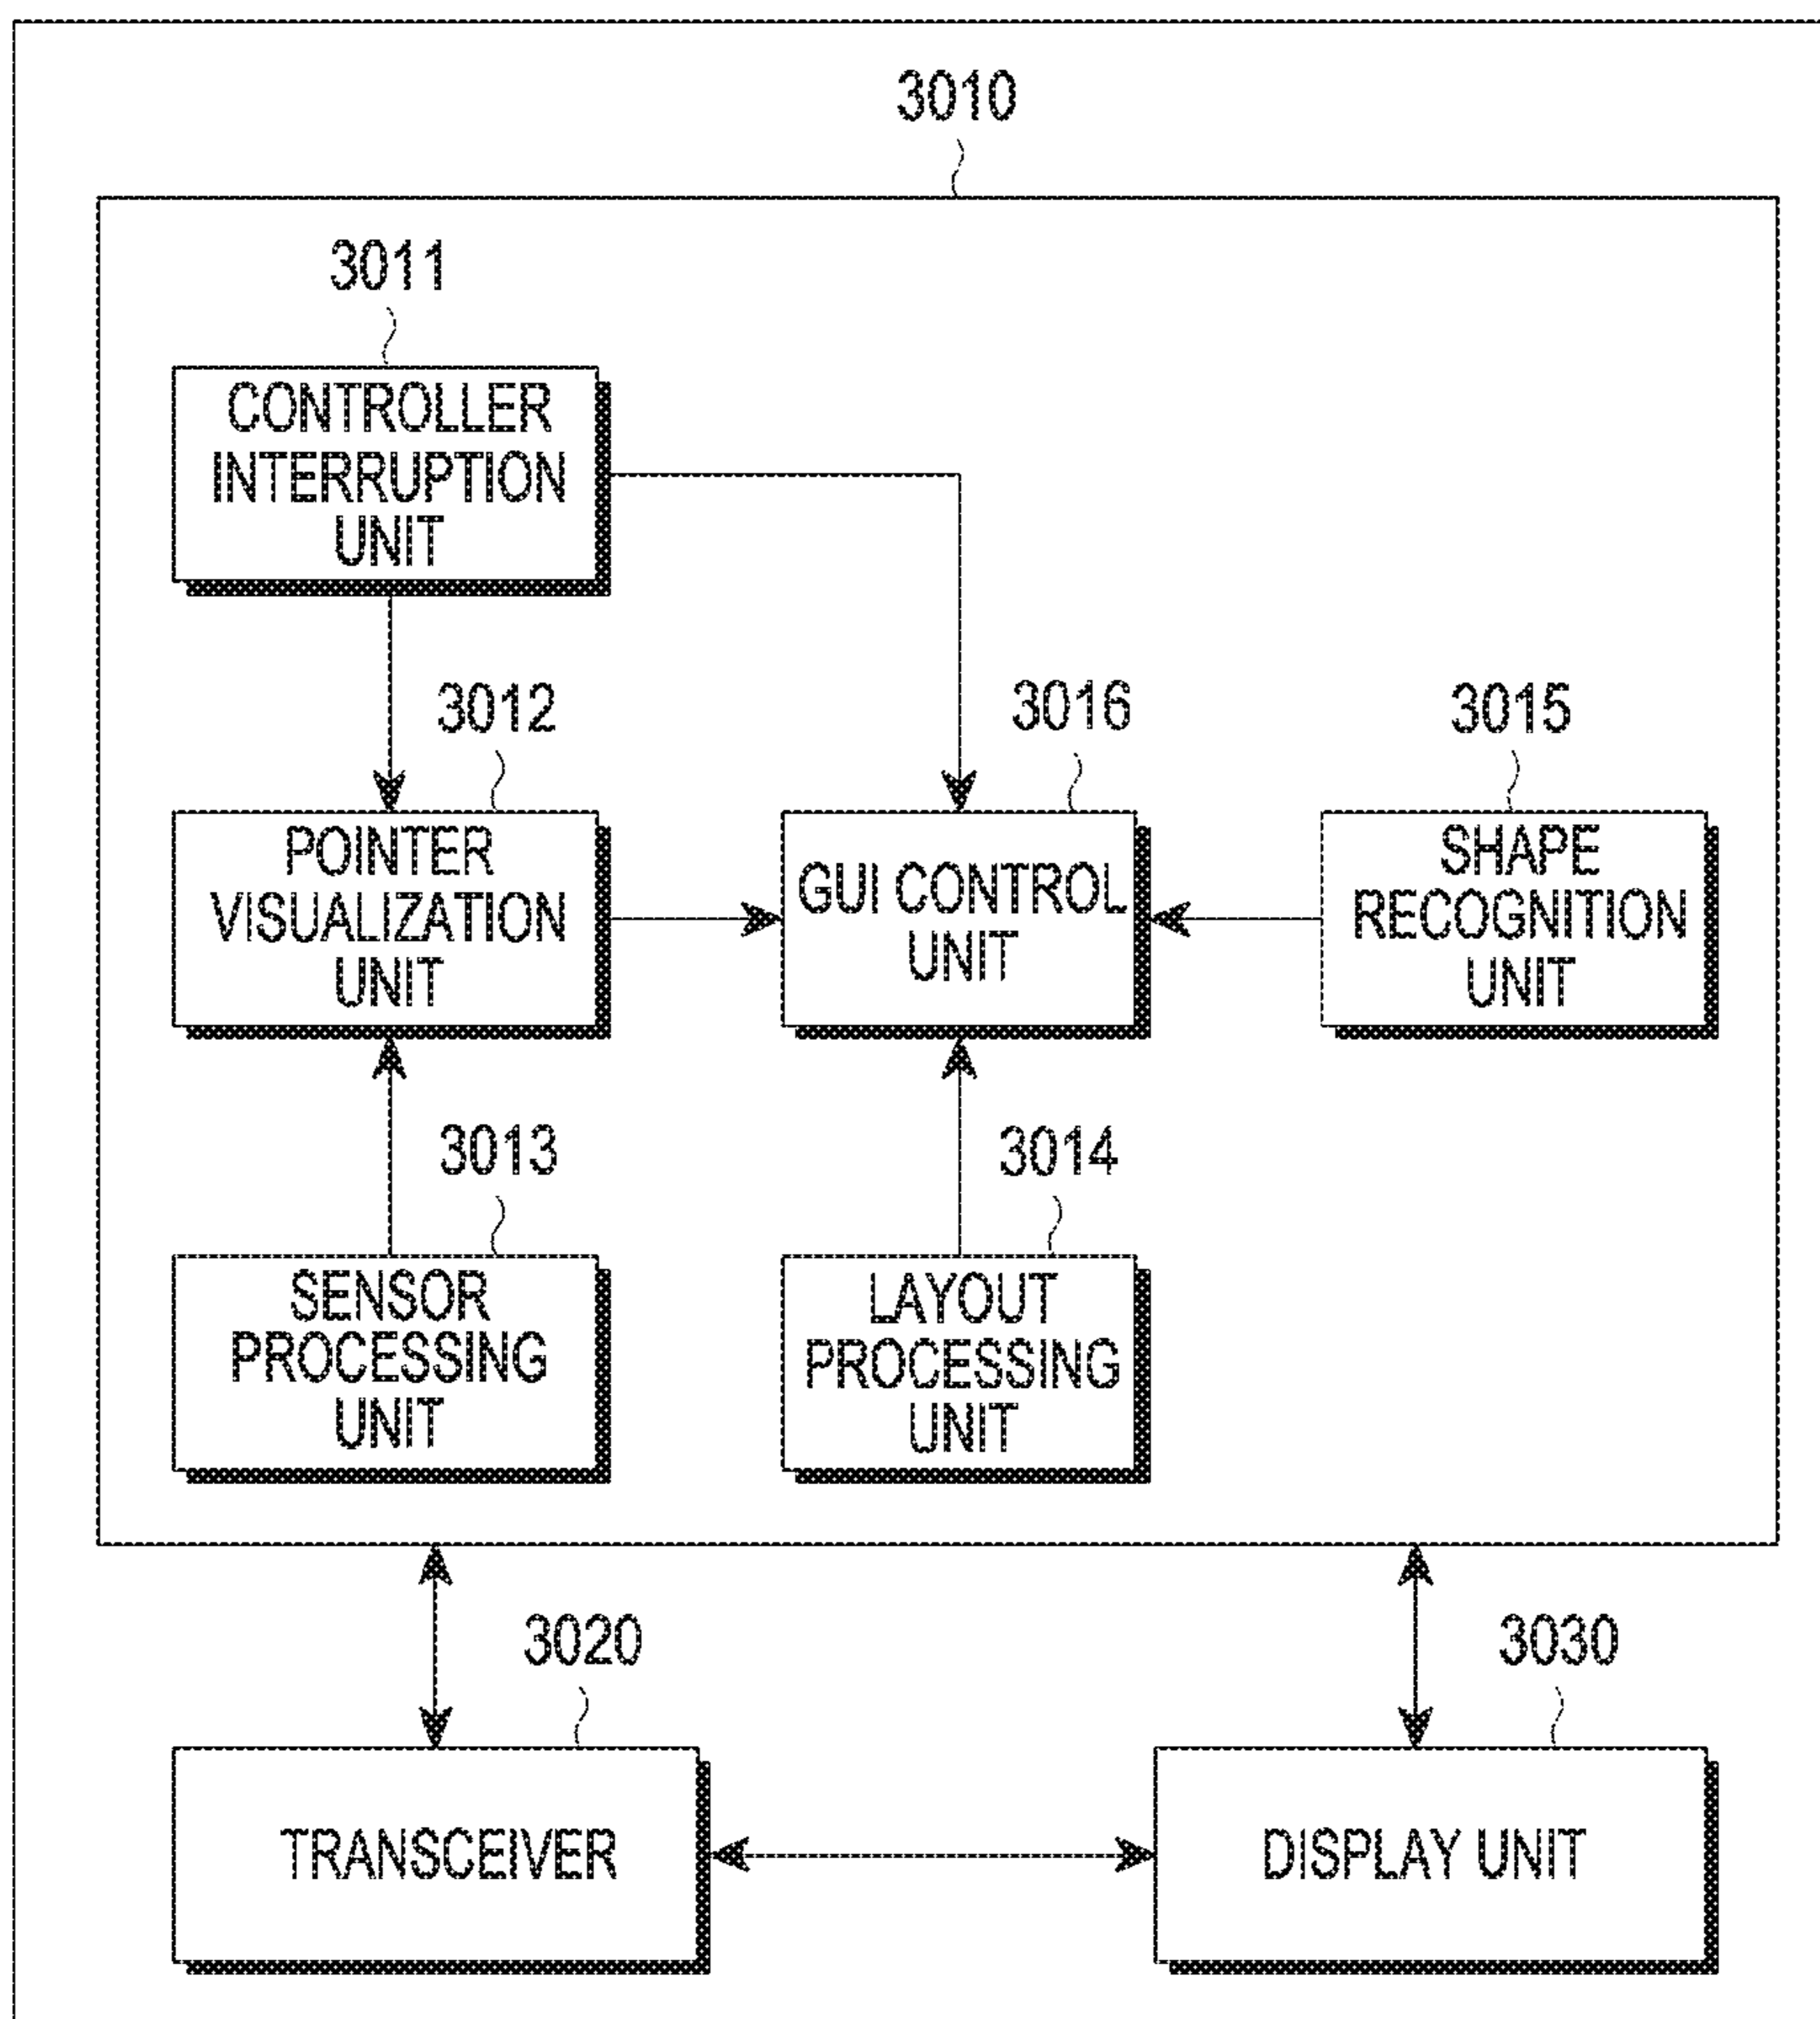 3010
3011
CONTROLLER
INTERRUPTION
UNIT
3012
3016
3015
POINTER
VISUALIZATION
UNIT
GUI CONTROL
UNIT
SHAPE
RECOGNITION
UNIT
3013
3014
SENSOR
PROCESSING
UNIT
LAYOUT
PROCESSING
UNIT
3020
3030
TRANSCEIVER
DISPLAY UNIT